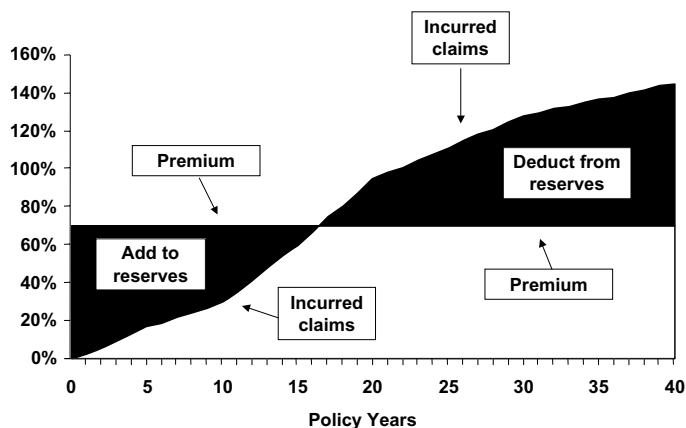 Incurred
claims
160%
140%
120%
100%
80%
60%
40%
20%
0%
Premium
Deduct from
reserves
Add to
reserves
Premium
Incurred
claims
0 5 10 15 20 25 30 35 40
Policy Years